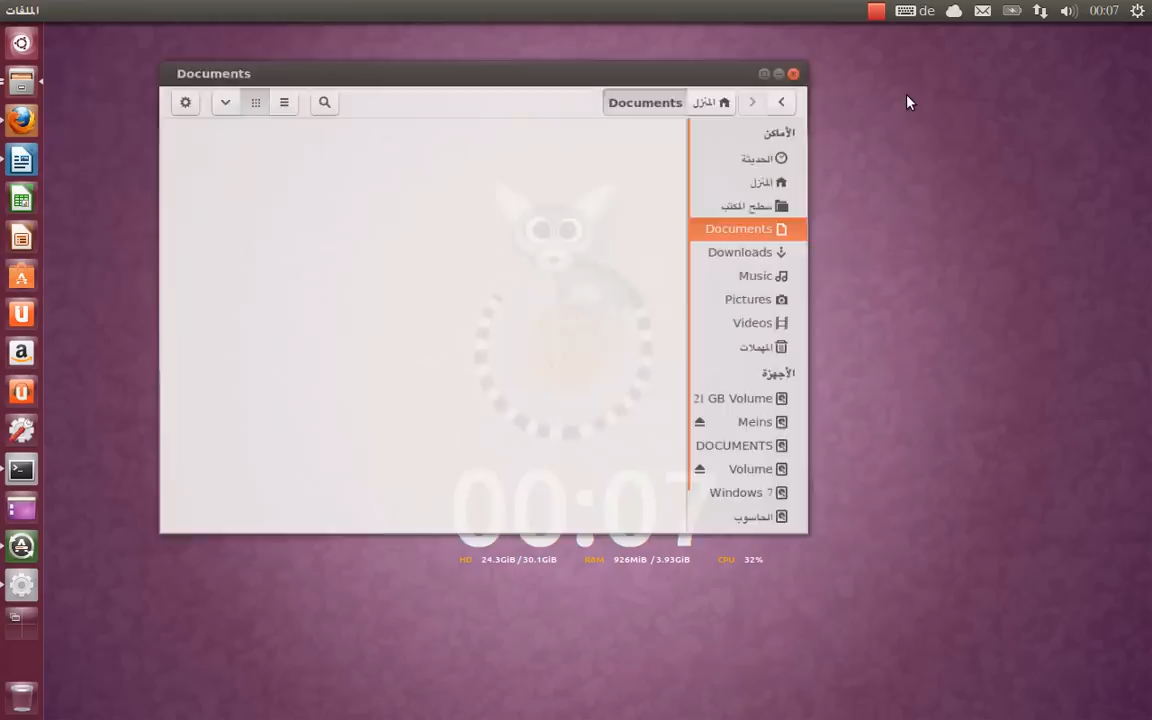 الملفات
de
00:07
Documents
Documents
المنزل
الأماكن
الحديثة
المنزل
سطح المكتب
Documents
Downloads
Music
Pictures
Videos
المهملات
الأجهزة
21 GB Volume
Meins
DOCUMENTS
Volume
Windows 7
الحاسوب
00:07
HD 24.3GiB/30.1GiB RAM 926MiB /3.93GiB CPU 32%